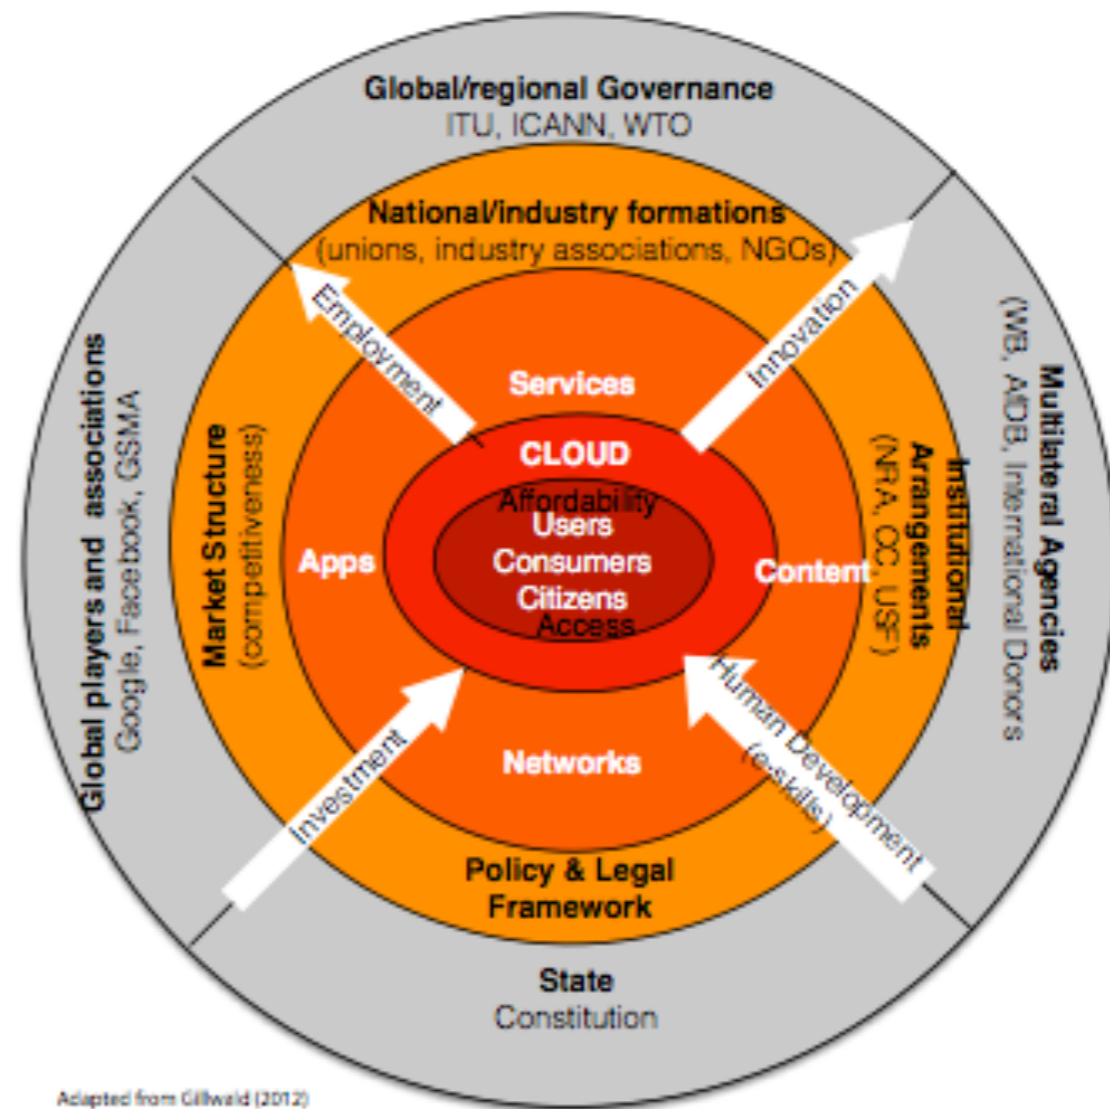 Global/regional Governance
ITU, ICANN, WTO
National/industry formations
(unions, industry associations, NGOs)
Employment
Innovation
Global players and associations
Google, Facebook, GSMA
Market Structure
(competitiveness)
Services
CLOUD
Affordability
Users
Consumers
Citizens
Access
Apps
Content
Institutional
Arrangements
(NRA, CC, USF)
Multilateral Agencies
(WB, AfDB, International Donors
Investment
Human Development
(e-skills)
Networks
Policy & Legal
Framework
State
Constitution
Adapted from Gillwald (2012)